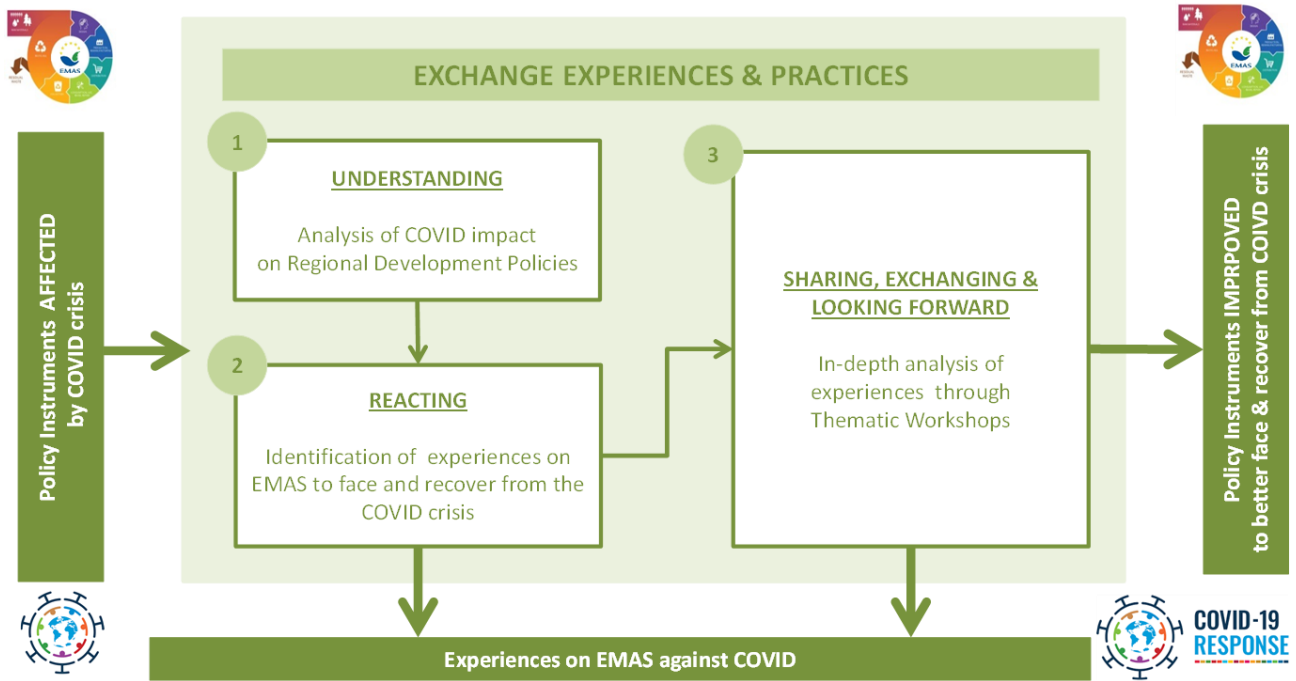 EMAS
EMAS
EXCHANGE EXPERIENCES & PRACTICES
Policy Instruments AFFECTED
by COVID crisis
1
UNDERSTANDING
Analysis of COVID impact
on Regional Development Policies
2
REACTING
Identification of experiences on
EMAS to face and recover from the
COVID crisis
3
SHARING, EXCHANGING &
LOOKING FORWARD
In-depth analysis of
experiences through
Thematic Workshops
Policy Instruments IMPRPOVED
to better face & recover from COIVD crisis
Experiences on EMAS against COVID
COVID-19
RESPONSE